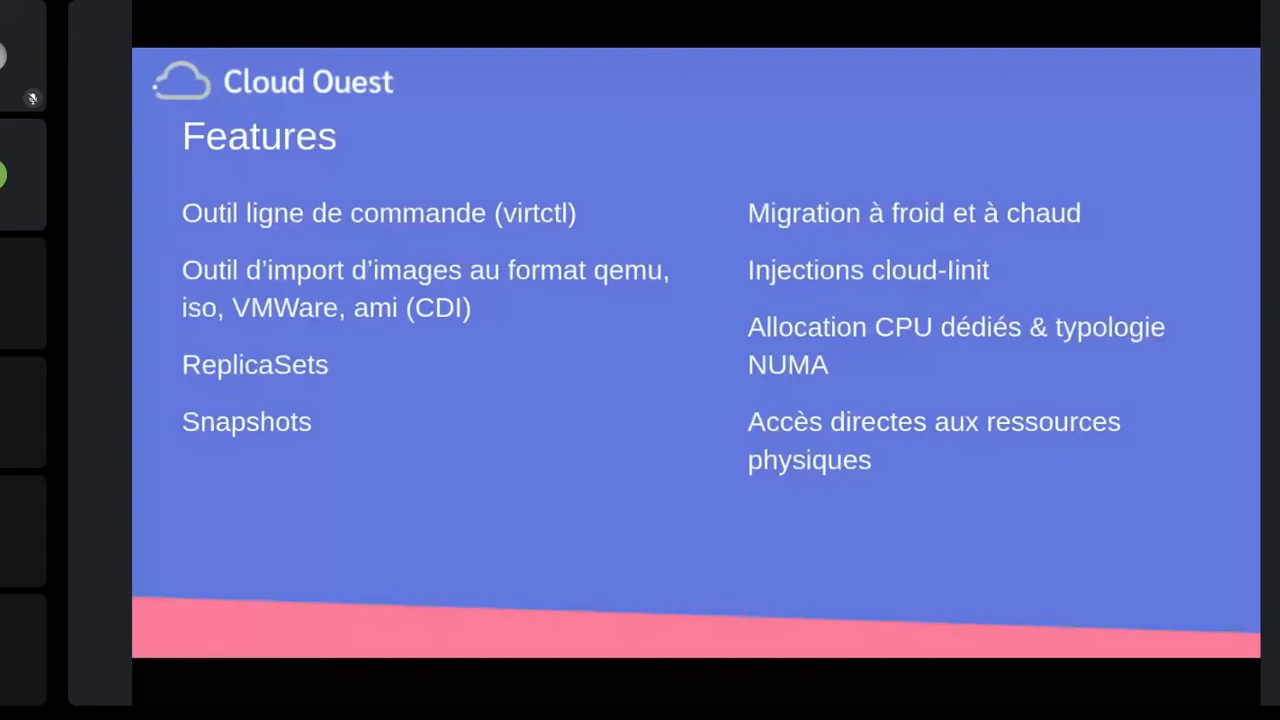 Cloud Ouest
Features
Outil ligne de commande (virtctl)
Outil d’import d’images au format qemu,
iso, VMWare, ami (CDI)
ReplicaSets
Snapshots
Migration à froid et à chaud
Injections cloud-Iinit
Allocation CPU dédiés & typologie
NUMA
Accès directes aux ressources
physiques